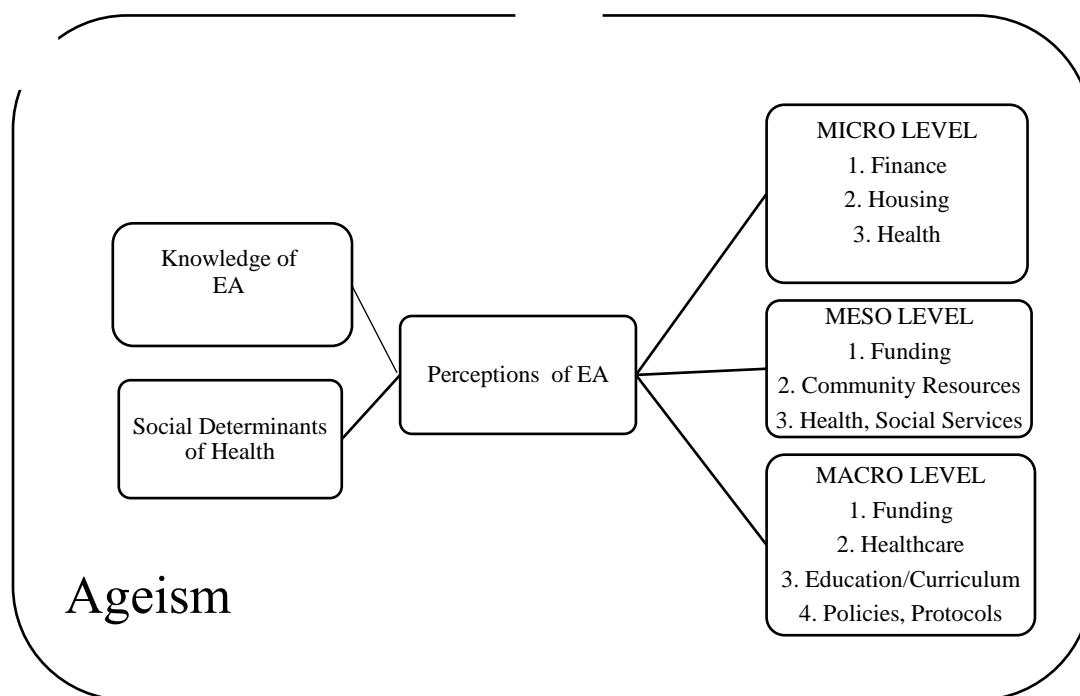 Knowledge of
EA
Social Determinants
of Health
Perceptions of EA
MICRO LEVEL
1. Finance
2. Housing
3. Health
MESO LEVEL
1. Funding
2. Community Resources
3. Health, Social Services
MACRO LEVEL
1. Funding
2. Healthcare
3. Education/Curriculum
4. Policies, Protocols
Ageism